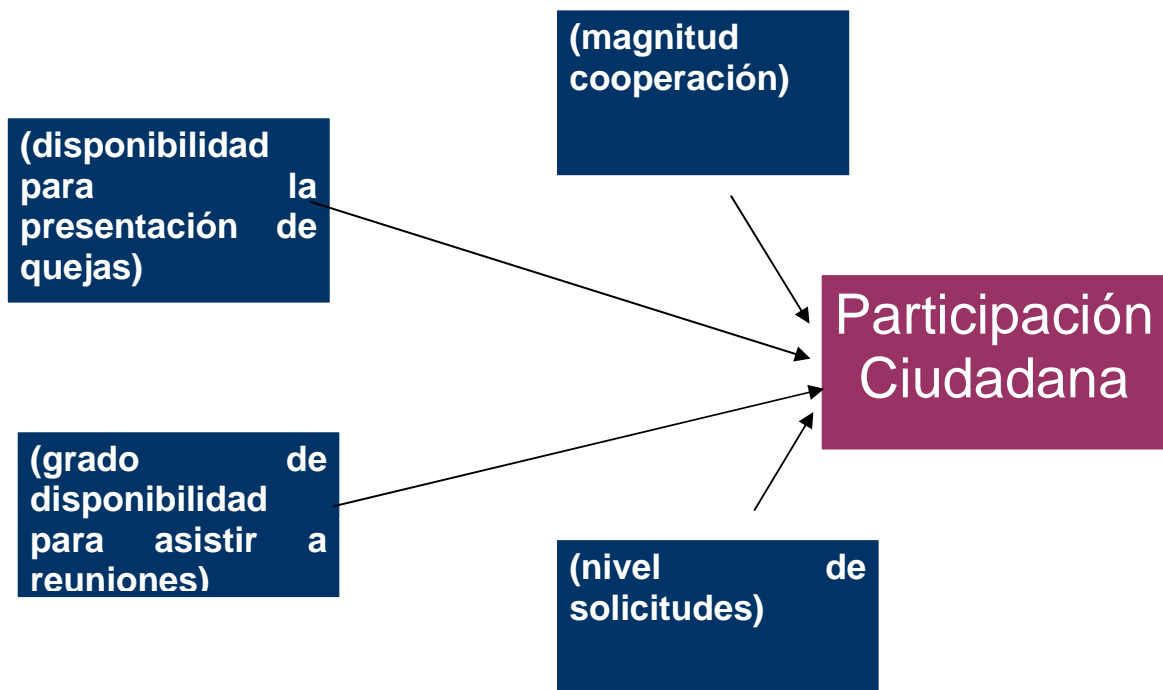 (magnitud
cooperación)
(disponibilidad
para la
presentación de
quejas)
Participación
Ciudadana
(grado de
disponibilidad
para asistir a
reuniones)
(nivel de
solicitudes)